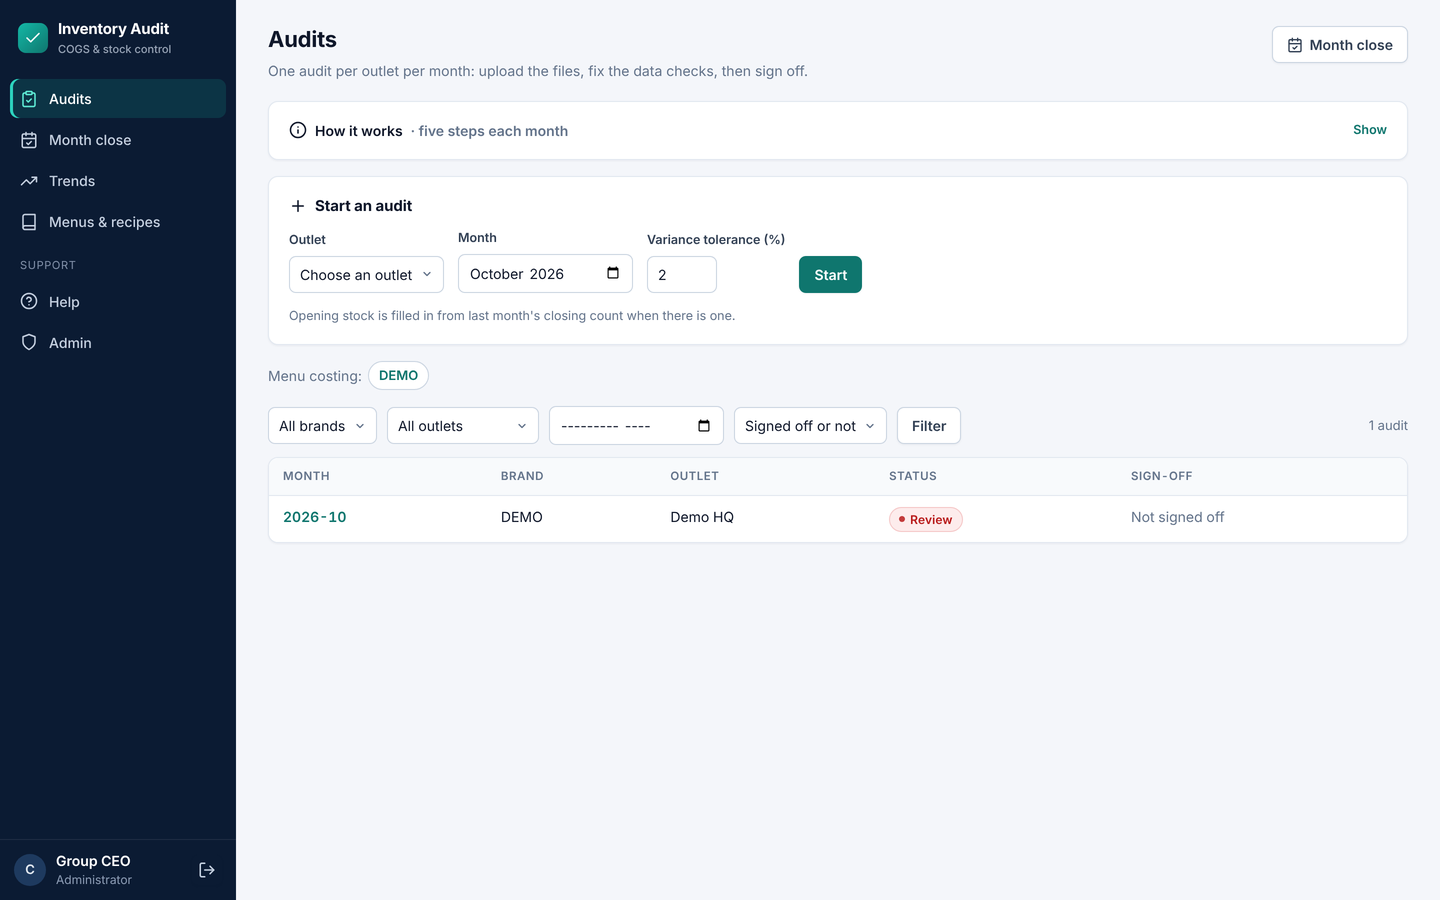 Inventory Audit
COGS & stock control
Audits
Month close
Trends
Menus & recipes
SUPPORT
Help
Admin
C
Group CEO
Administrator
Audits
One audit per outlet per month: upload the files, fix the data checks, then sign off.
Month close
How it works · five steps each month
Show
Start an audit
Outlet Month Variance tolerance (%)
Choose an outlet October 2026 2 Start
Opening stock is filled in from last month's closing count when there is one.
Menu costing: DEMO
All brands All outlets --------- ---- Signed off or not Filter 1 audit
MONTH BRAND OUTLET STATUS SIGN-OFF
2026-10 DEMO Demo HQ Review Not signed off